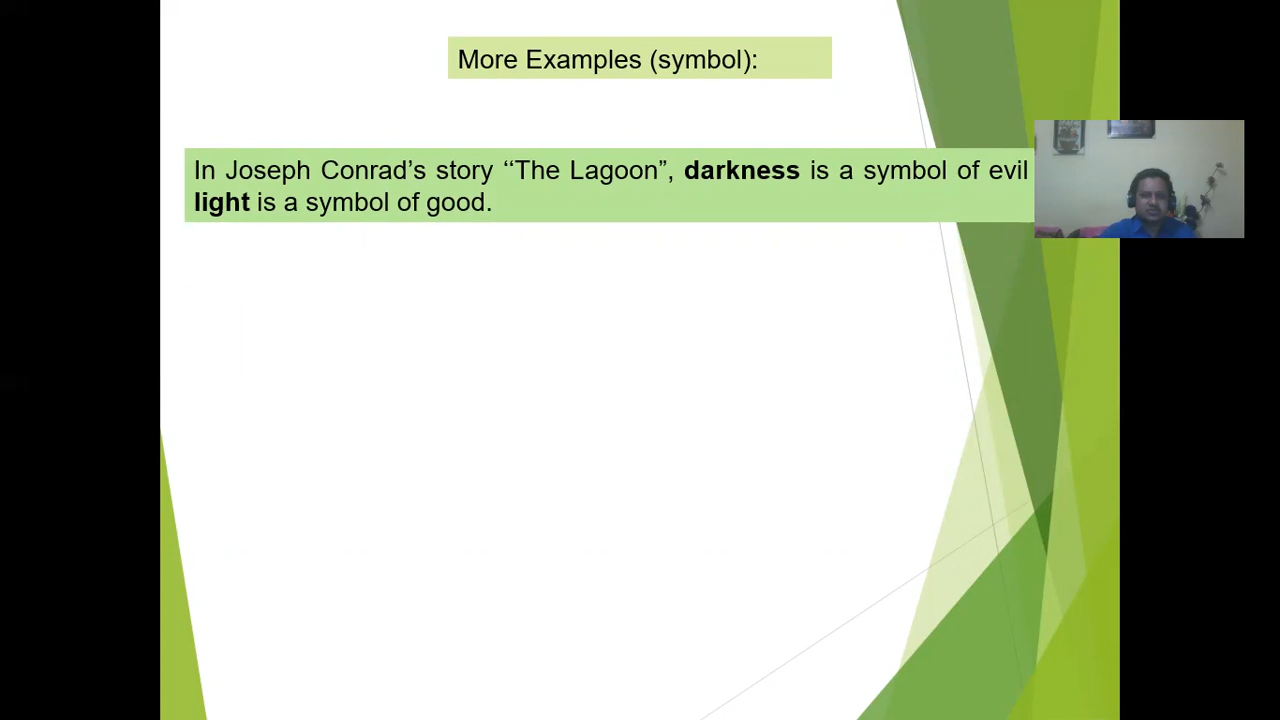 More Examples (symbol):
In Joseph Conrad’s story ‘‘The Lagoon”, darkness is a symbol of evil
light is a symbol of good.